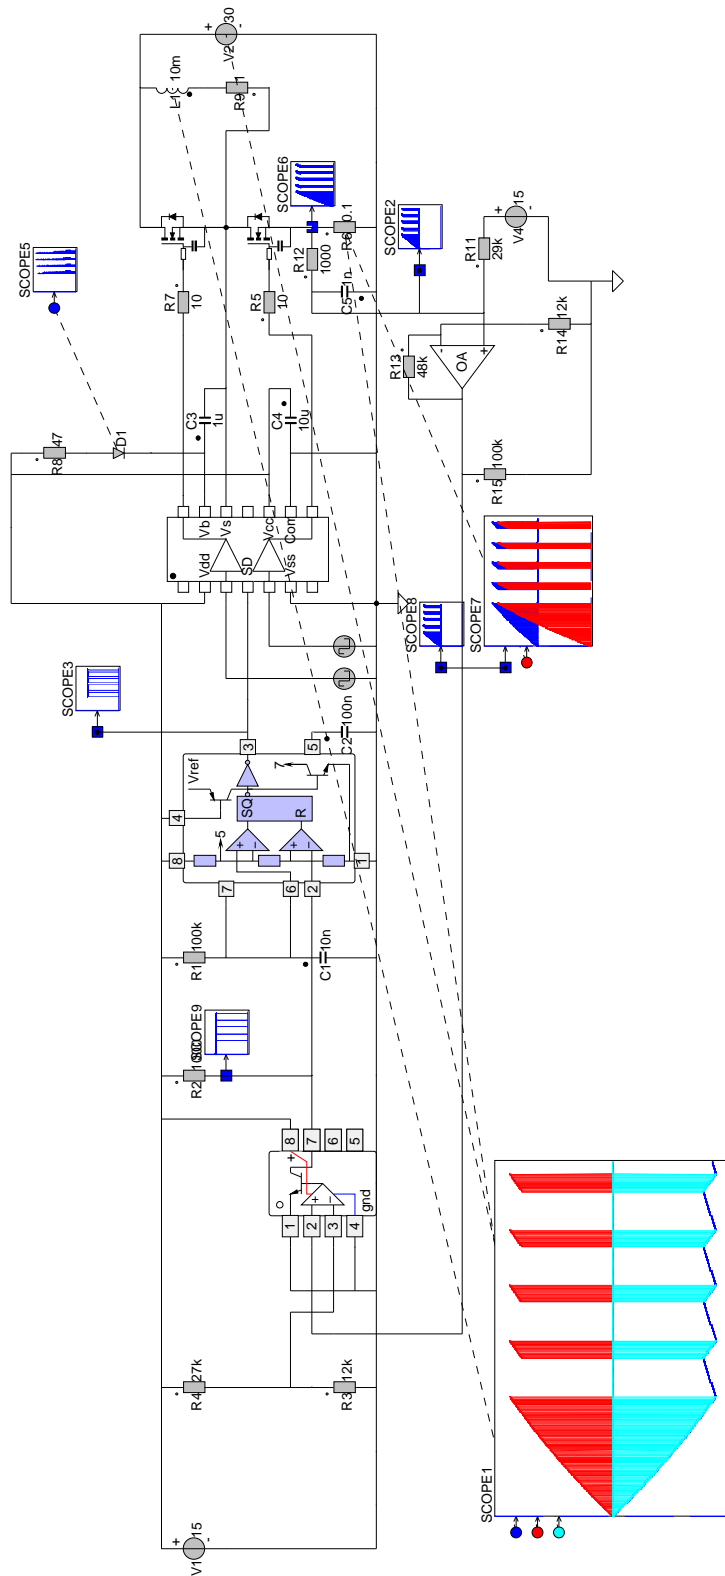 30
V2
10m
L1
1
R9
SCOPE6
SCOPE5
SCOPE2
R6 0.1
15
V4
R11
29k
R12
1000
C5 1n
R7
10
R5
10
R14 12k
R13
48k
OA
-
+
R8 47
D1
C3
1u
C4
10u
R15
100k
Vb
Vs
Vcc
Com
Vdd
SD
Vss
SCOPE3
SCOPE8
SCOPE7
C2 100n
3
5
4
8
7
6
2
1
Vref
7
5
SQ
R
R1 100k
C1 10n
SCOPE9
R2
8
7
6
5
1
2
3
4
gnd
R4 27k
R3 12k
V1 15
SCOPE1